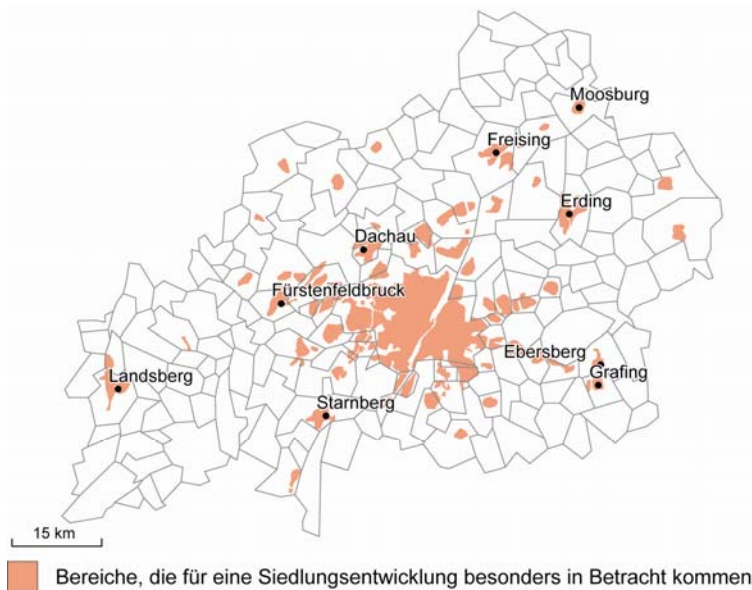 Moosburg
Freising
Erding
Dachau
Fürstenfeldbruck
Ebersberg
Landsberg
Grafing
Starnberg
15 km
Bereiche, die für eine Siedlungsentwicklung besonders in Betracht kommen